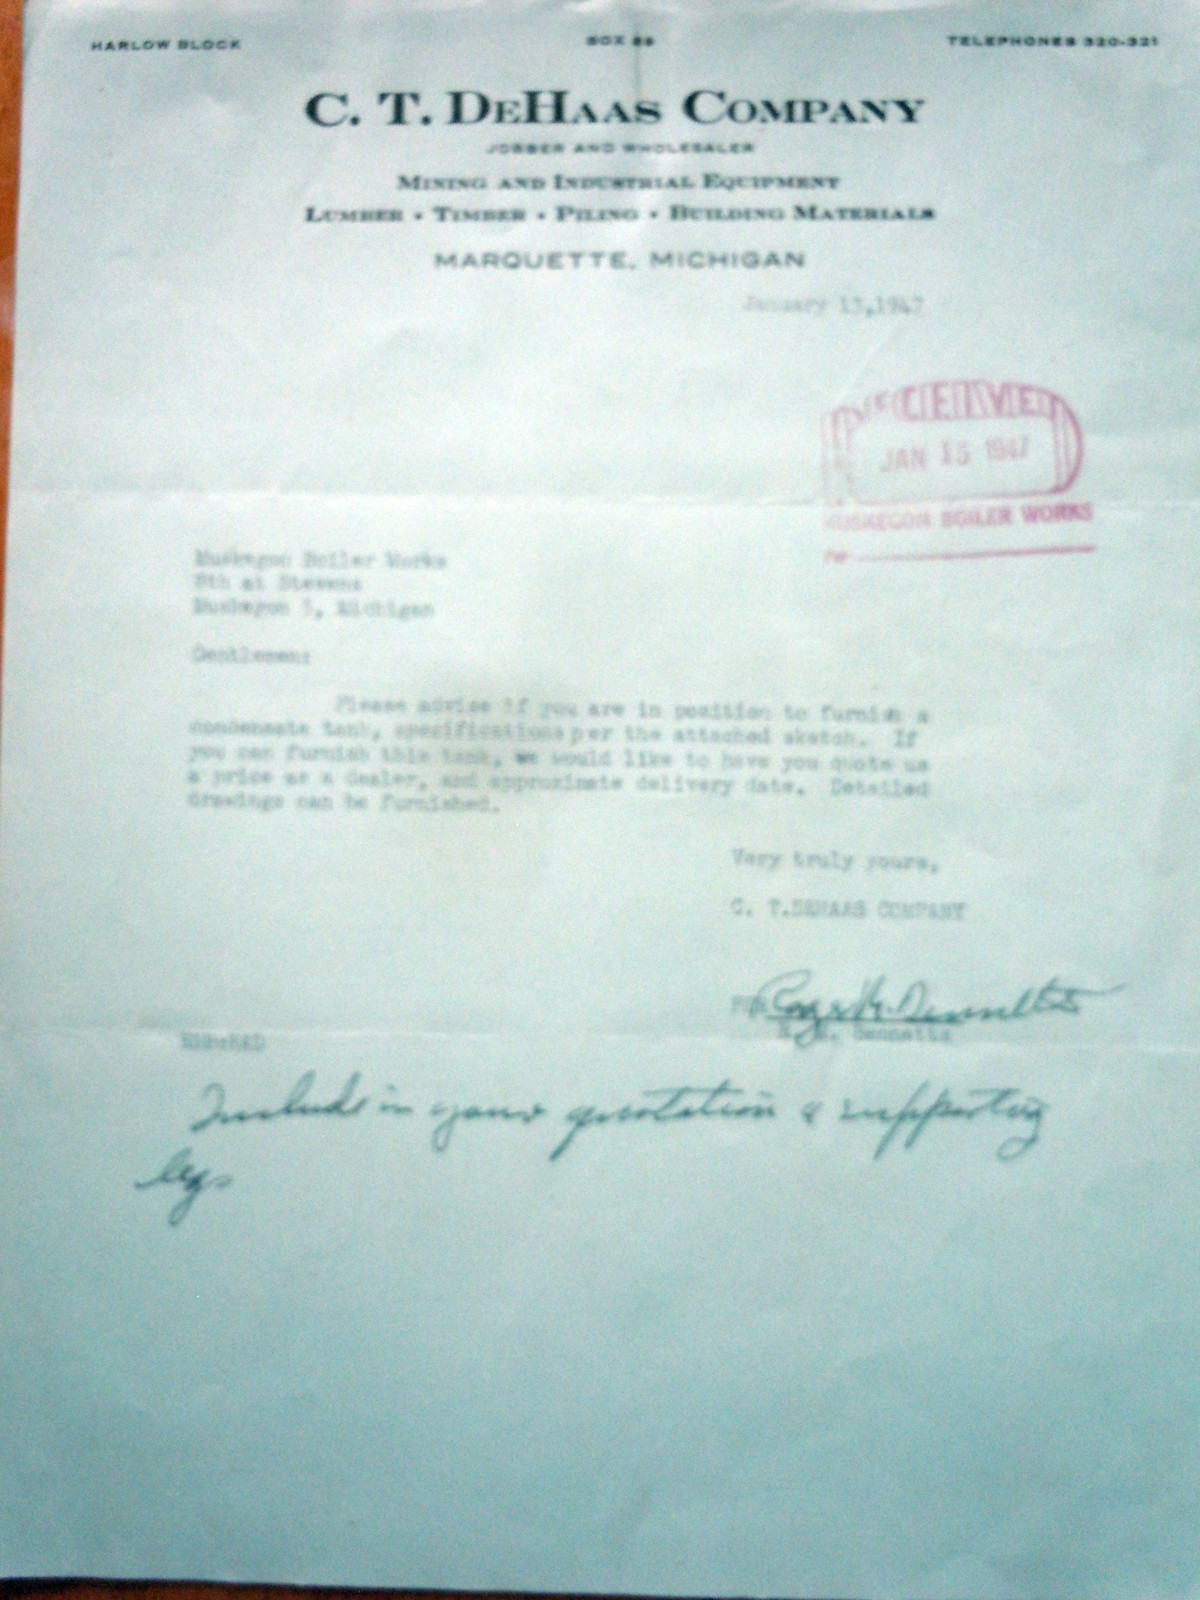 HARLOW BLOCK BOX TELEPHONES 320-321
C. T. DEHAAS COMPANY
JOBBER AND WHOLESALER
MINING AND INDUSTRIAL EQUIPMENT
LUMBER • TIMBER • PILING • BUILDING MATERIALS
MARQUETTE, MICHIGAN
January 13,1947
RECEIVED
JAN 15 1947
MUSKEGON BOILER WORKS
Muskegon Boiler Works
8th at Stevens
Muskegon Michigan
Gentlemen:
Please advise if you are in position to furnish a
condensate tank, specifications per the attached sketch. If
you can furnish this tank, we would like to have you quote us
a price as a dealer, and approximate delivery date. Detailed
drawings can be furnished.
Very truly yours,
C. T.DEHAAS COMPANY
Bennetts
Include in your quotation supporting
legs